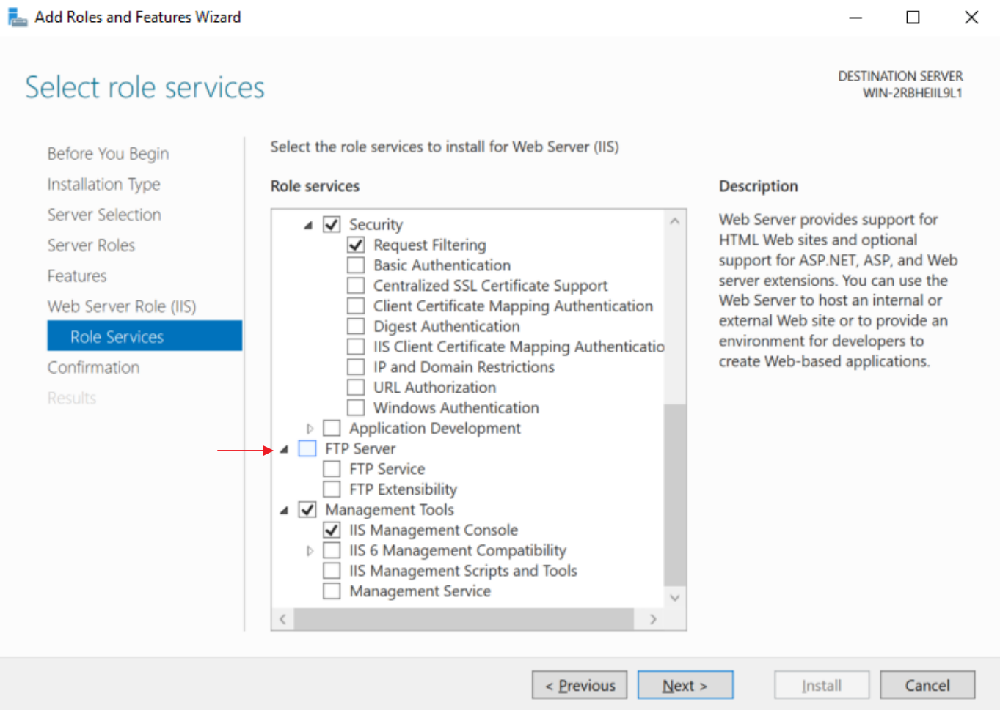 Add Roles and Features Wizard
Select role services
DESTINATION SERVER
WIN-2RBHEIIL9L1
Before You Begin
Installation Type
Server Selection
Server Roles
Features
Web Server Role (IIS)
Role Services
Confirmation
Results
Select the role services to install for Web Server (IIS)
Role services
Security
Request Filtering
Basic Authentication
Centralized SSL Certificate Support
Client Certificate Mapping Authentication
Digest Authentication
IIS Client Certificate Mapping Authenticatio
IP and Domain Restrictions
URL Authorization
Windows Authentication
Application Development
FTP Server
FTP Service
FTP Extensibility
Management Tools
IIS Management Console
IIS 6 Management Compatibility
IIS Management Scripts and Tools
Management Service
Description
Web Server provides support for
HTML Web sites and optional
support for ASP.NET, ASP, and Web
server extensions. You can use the
Web Server to host an internal or
external Web site or to provide an
environment for developers to
create Web-based applications.
< Previous
Next >
Install
Cancel